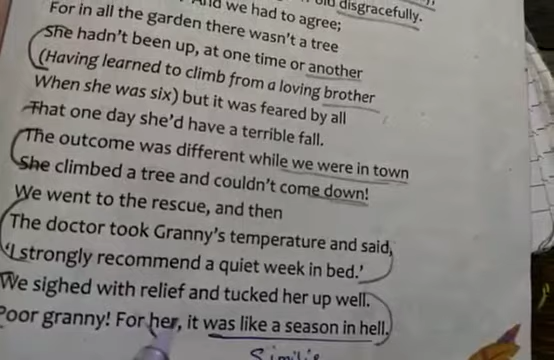 And we had to agree;
old disgracefully.
For in all the garden there wasn't a tree
She hadn't been up, at one time or another
(Having learned to climb from a loving brother
When she was six) but it was feared by all
That one day she'd have a terrible fall.
The outcome was different while we were in town
She climbed a tree and couldn't come down!
We went to the rescue, and then
The doctor took Granny's temperature and said,
'I strongly recommend a quiet week in bed.'
We sighed with relief and tucked her up well.
Poor granny! For her, it was like a season in hell.
Simile